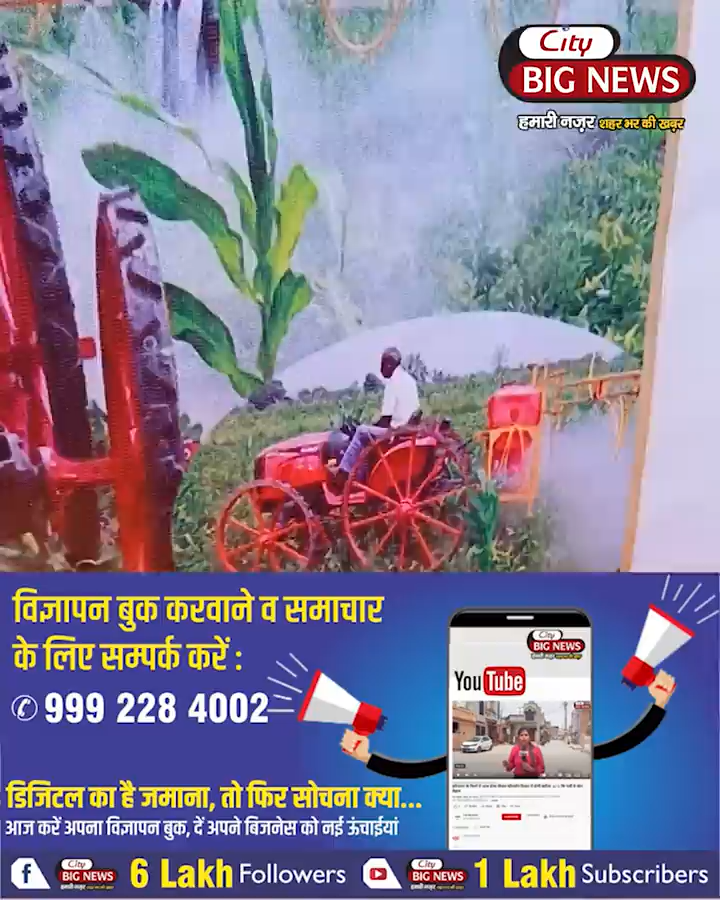 City
BIG NEWS
हमारी नज़र शहर भर की ख़बर
विज्ञापन बुक करवाने व समाचार
के लिए सम्पर्क करें :
999 228 4002
City
BIG NEWS
You Tube
डिजिटल का है जमाना, तो फिर सोचना क्या...
आज करें अपना विज्ञापन बुक, दें अपने बिजनेस को नई ऊंचाईयां
f City BIG NEWS 6 Lakh Followers City BIG NEWS 1 Lakh Subscribers